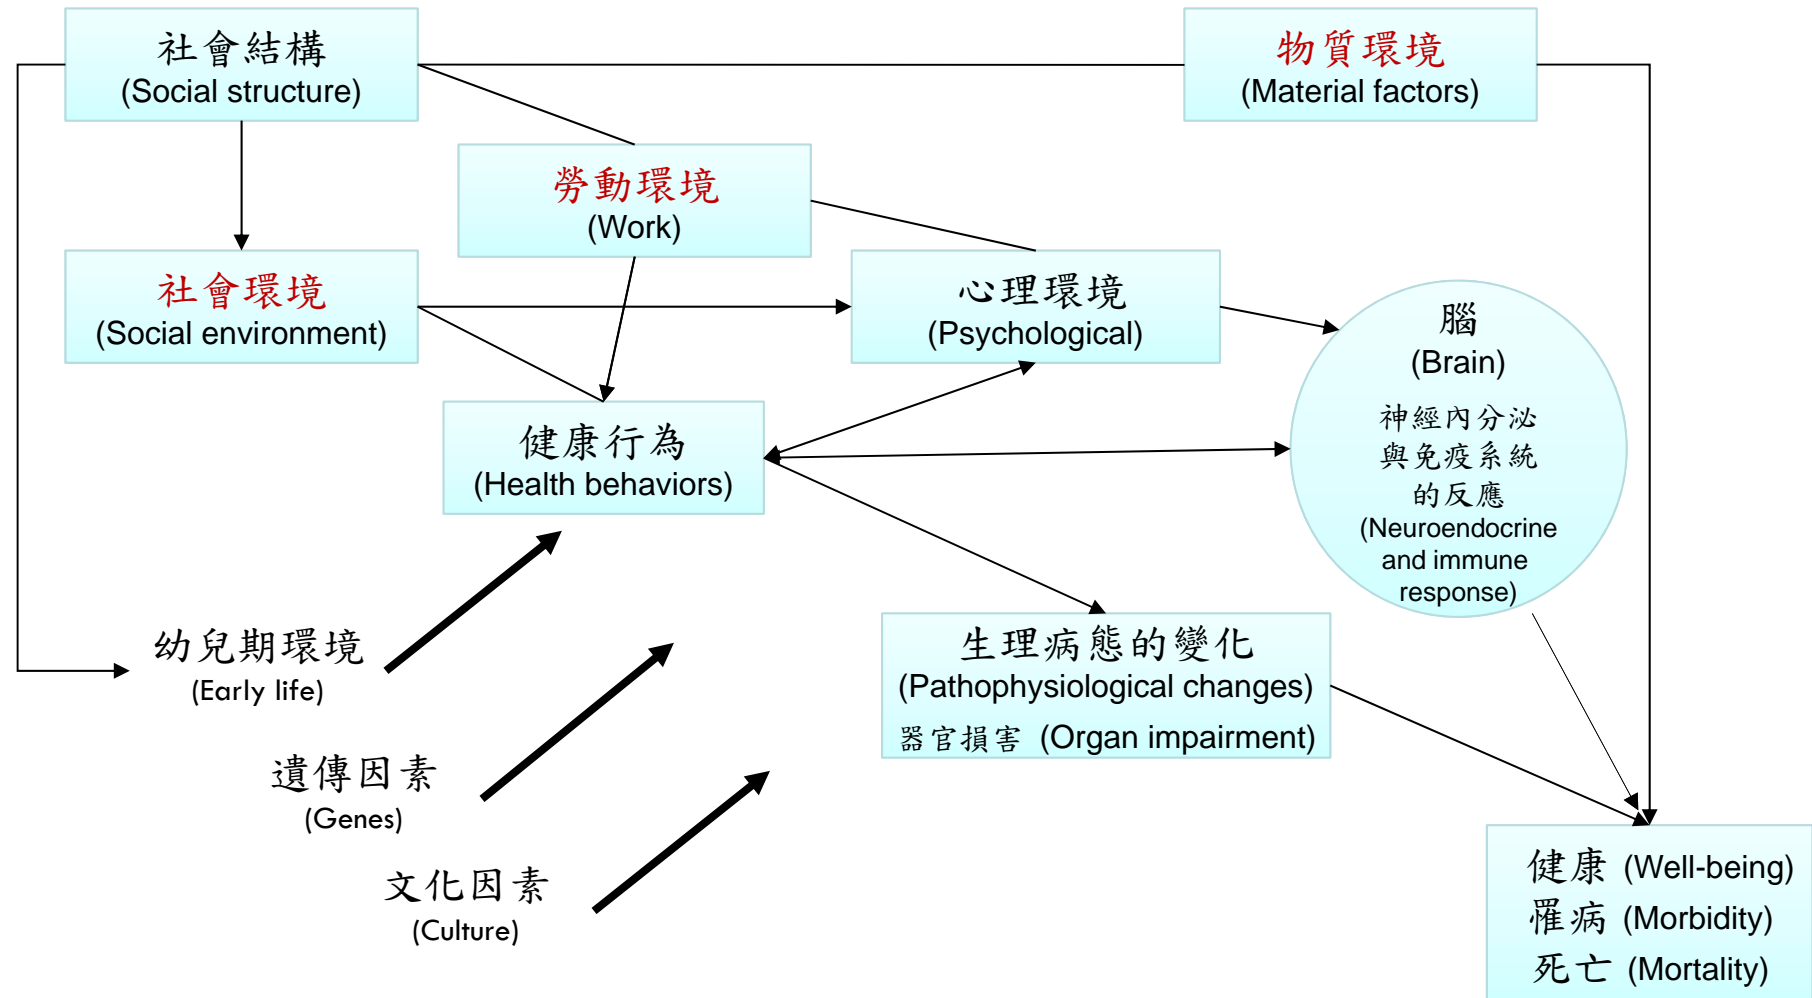 社會結構
(Social structure)
物質環境
(Material factors)
勞動環境
(Work)
社會環境
(Social environment)
心理環境
(Psychological)
腦
(Brain)
神經內分泌
與免疫系統
的反應
(Neuroendocrine
and immune
response)
健康行為
(Health behaviors)
幼兒期環境
(Early life)
生理病態的變化
(Pathophysiological changes)
器官損害 (Organ impairment)
遺傳因素
(Genes)
文化因素
(Culture)
健康 (Well-being)
罹病 (Morbidity)
死亡 (Mortality)